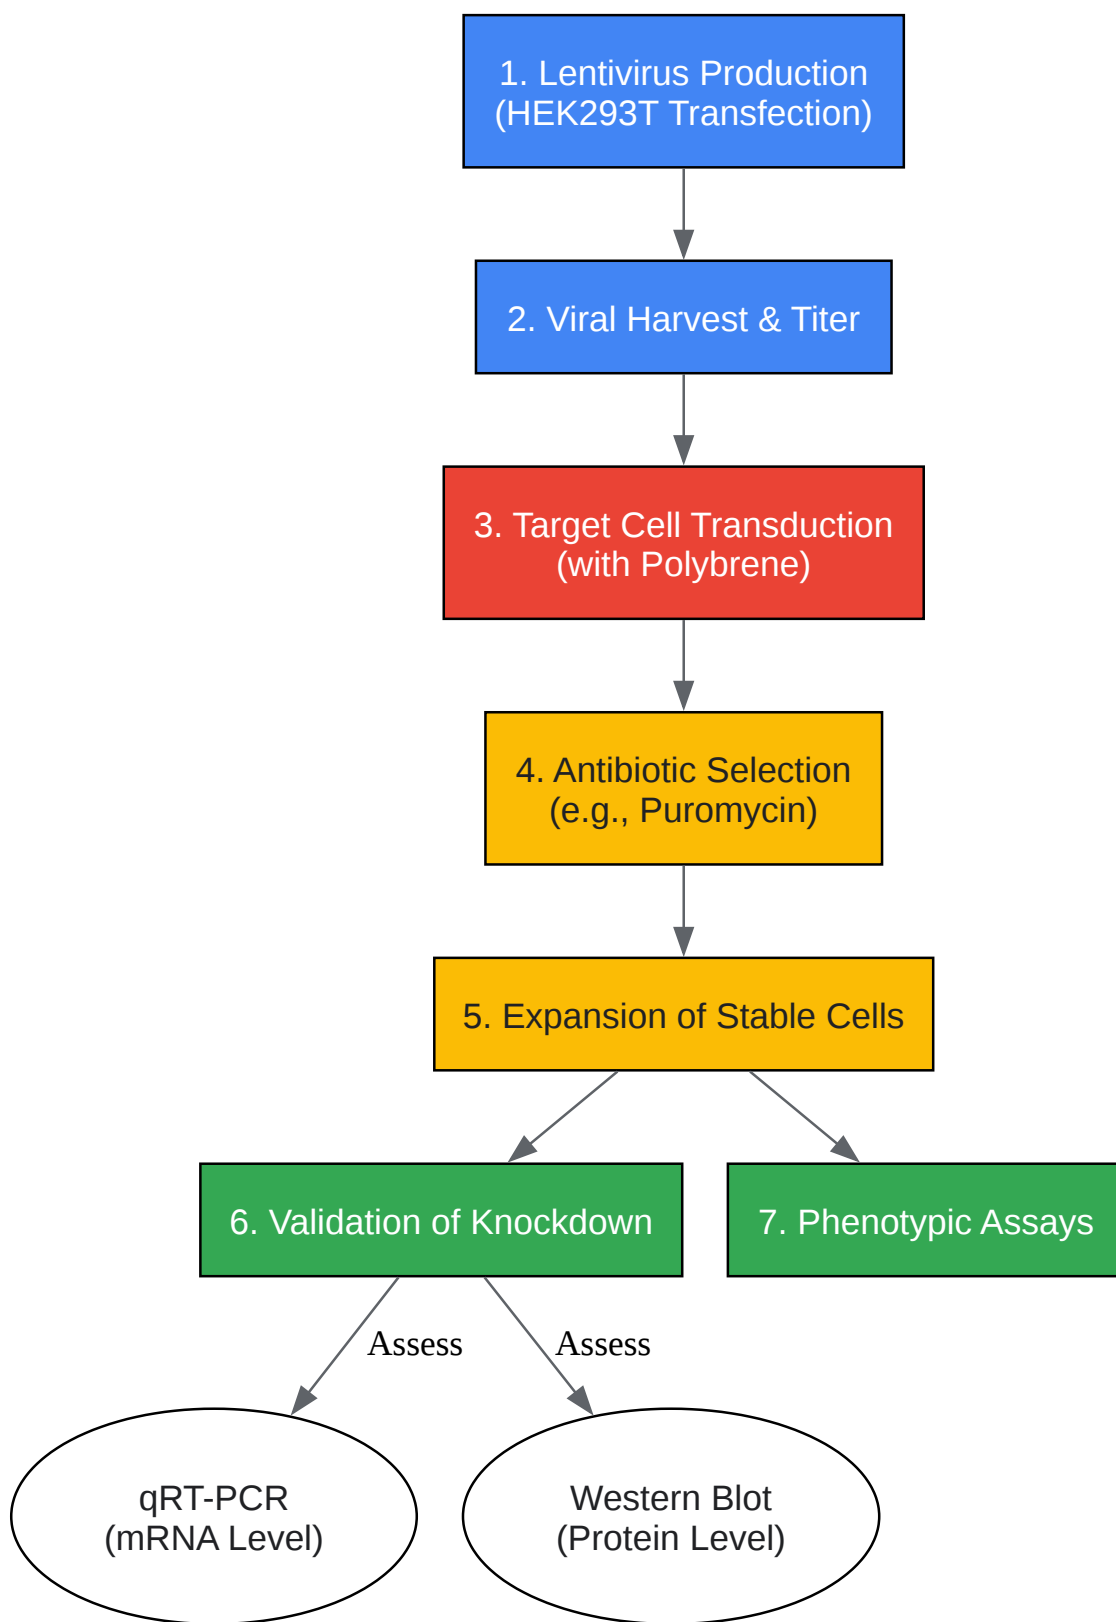 1. Lentivirus Production
(HEK293T Transfection)
2. Viral Harvest & Titer
3. Target Cell Transduction
(with Polybrene)
4. Antibiotic Selection
(e.g., Puromycin)
5. Expansion of Stable Cells
6. Validation of Knockdown
7. Phenotypic Assays
Assess
Assess
qRT-PCR
(mRNA Level)
Western Blot
(Protein Level)